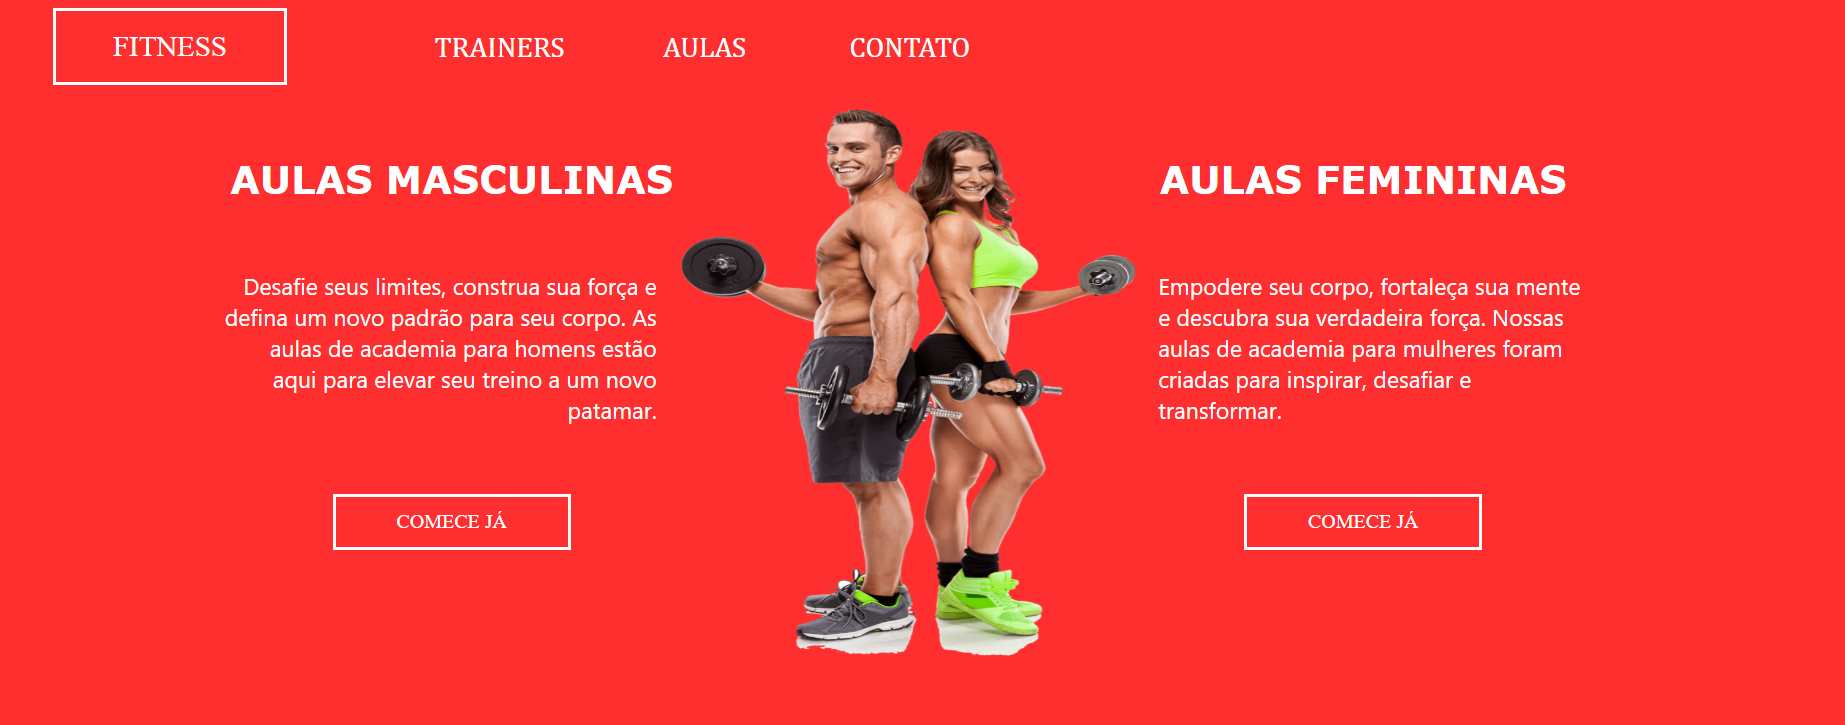 FITNESS
TRAINERS
AULAS
CONTATO
AULAS MASCULINAS
Desafie seus limites, construa sua força e
defina um novo padrão para seu corpo. As
aulas de academia para homens estão
aqui para elevar seu treino a um novo
patamar.
COMECE JÁ
AULAS FEMININAS
Empodere seu corpo, fortaleça sua mente
e descubra sua verdadeira força. Nossas
aulas de academia para mulheres foram
criadas para inspirar, desafiar e
transformar.
COMECE JÁ